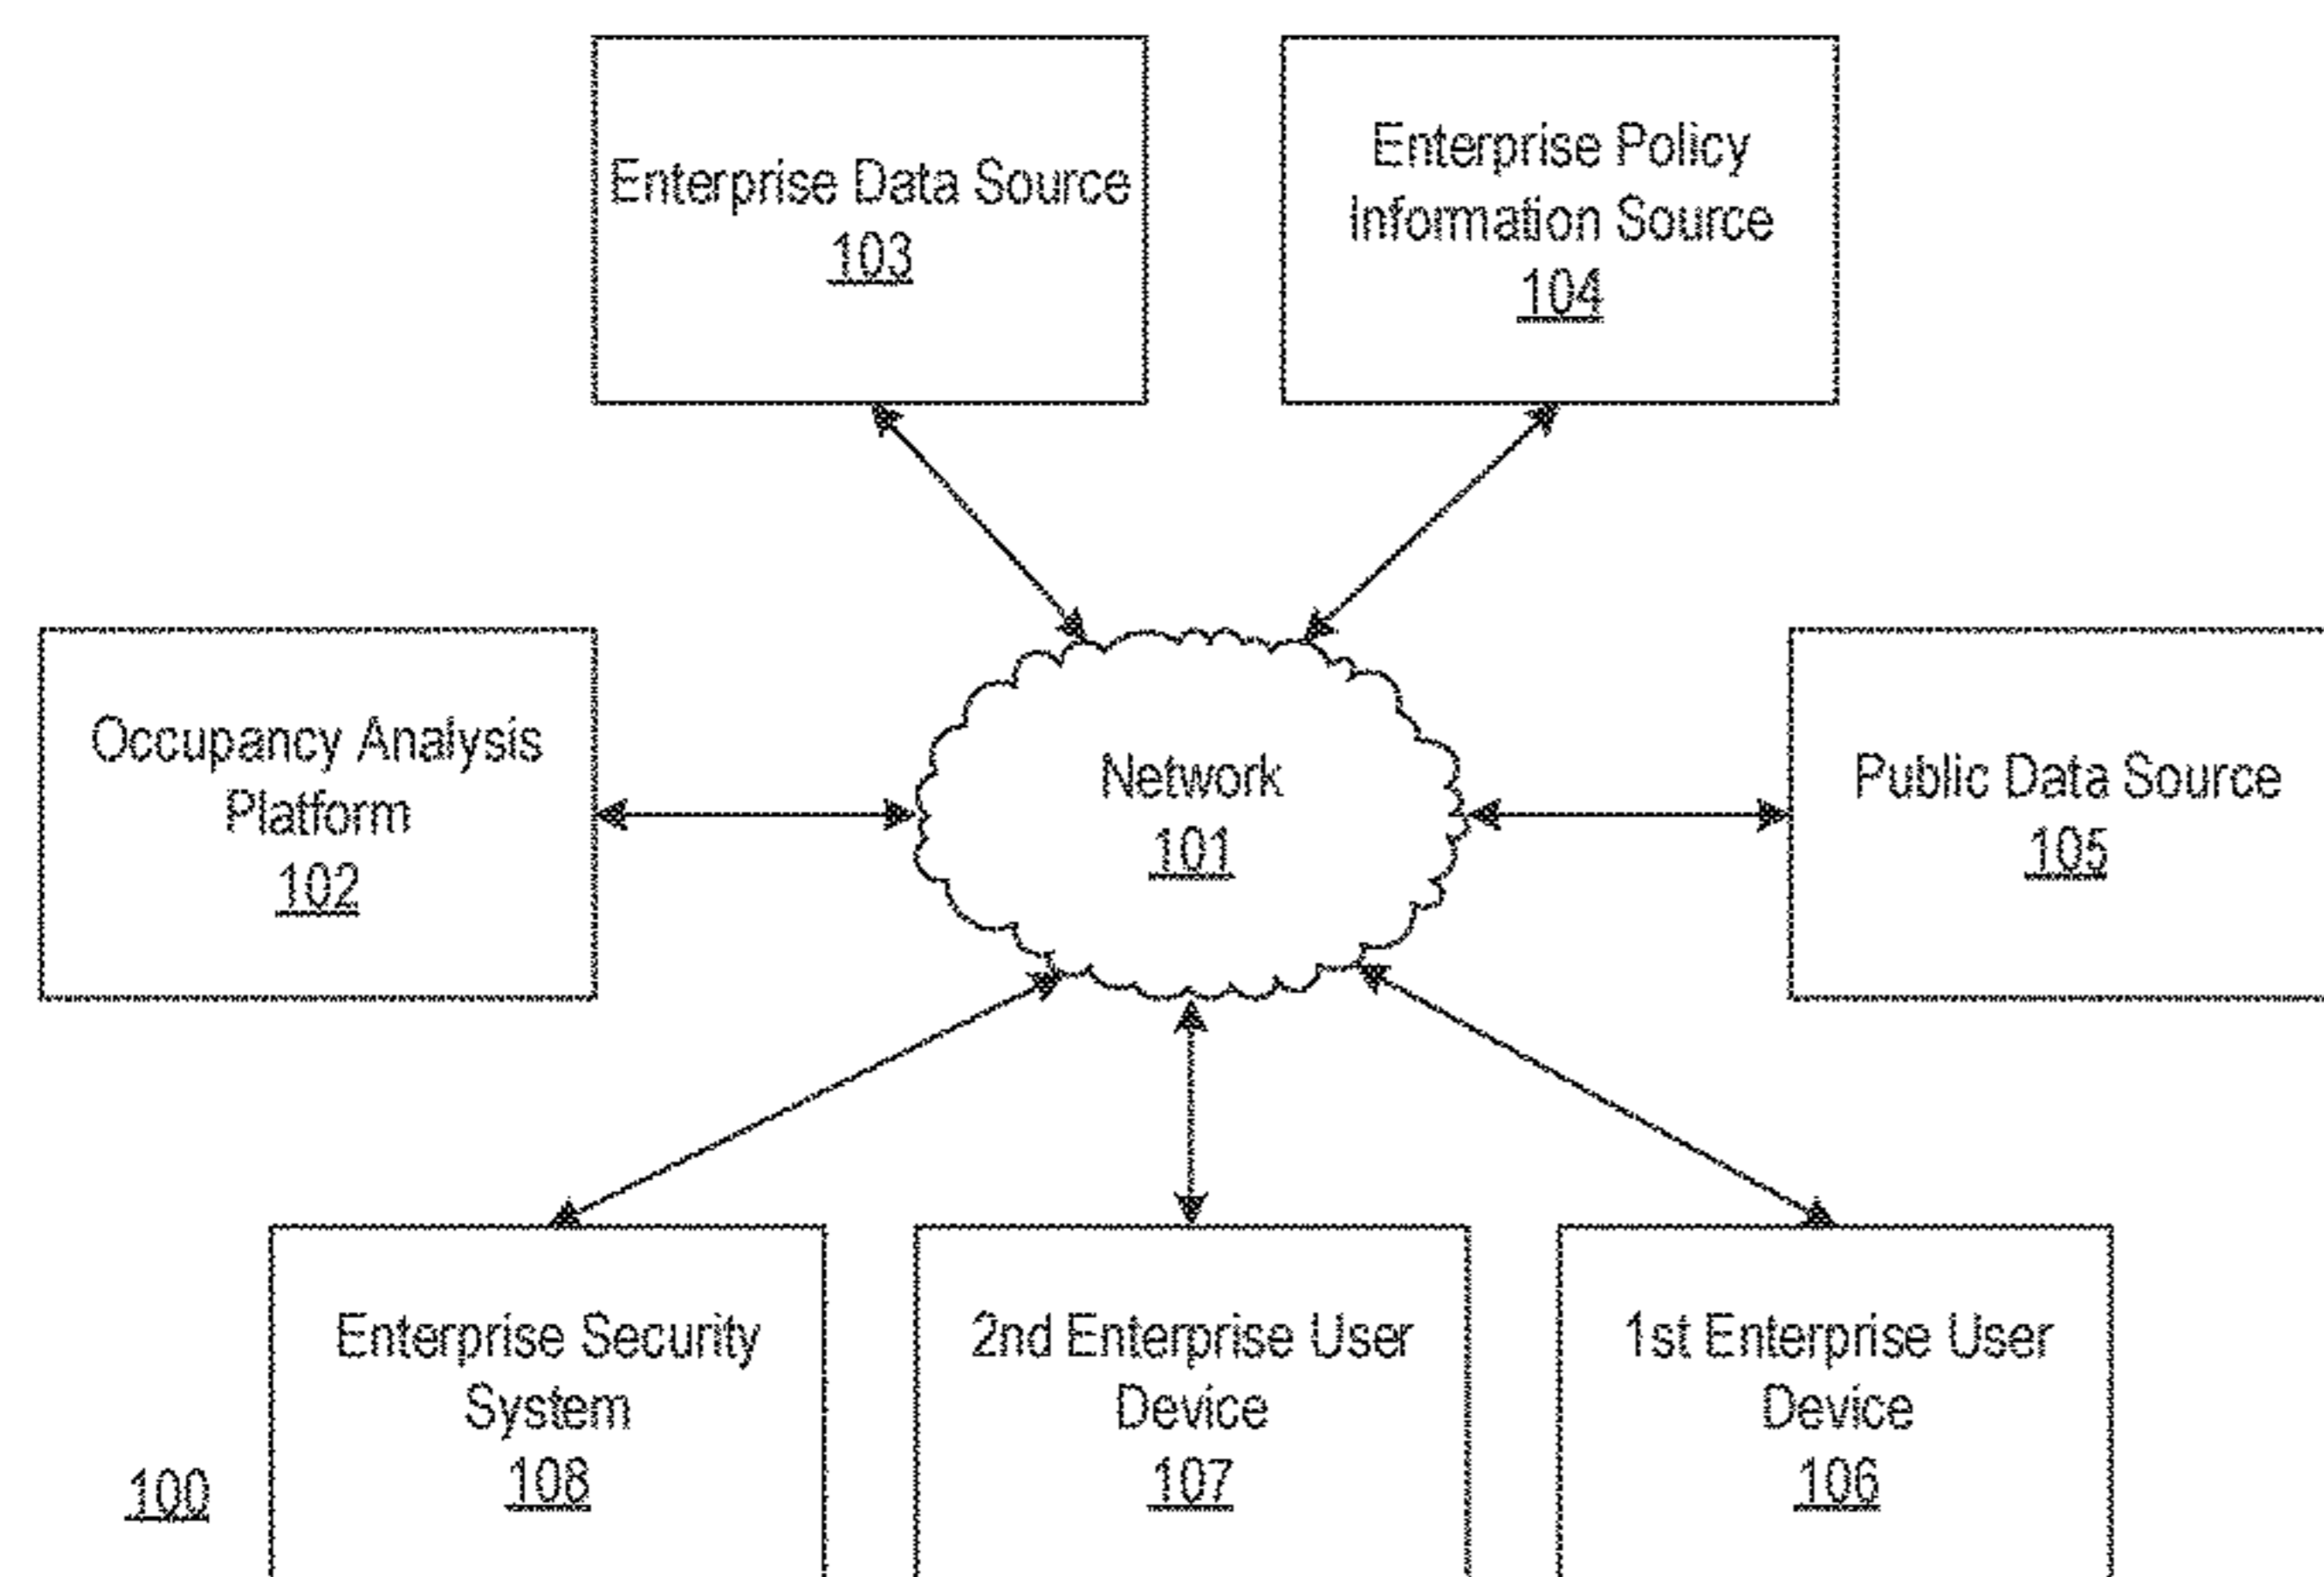 Enterprise Data Source
103
Enterprise Policy
Information Source
104
Occupancy Analysis
Platform
102
Network
101
Public Data Source
105
Enterprise Security
System
108
2nd Enterprise User
Device
107
1st Enterprise User
Device
106
100